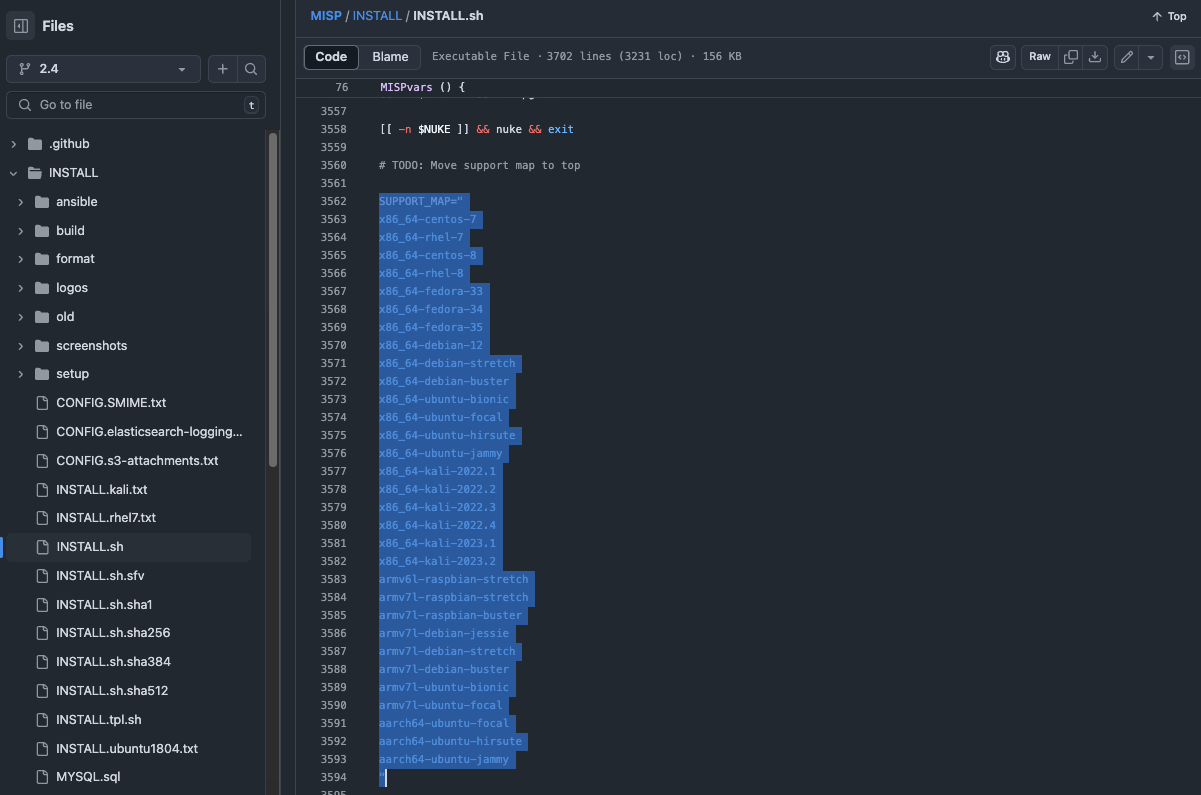 Files
2.4
Go to file
t
.github
INSTALL
ansible
build
format
logos
old
screenshots
setup
CONFIG.SMIME.txt
CONFIG.elasticsearch-logging...
CONFIG.s3-attachments.txt
INSTALL.kali.txt
INSTALL.rhel7.txt
INSTALL.sh
INSTALL.sh.sfv
INSTALL.sh.sha1
INSTALL.sh.sha256
INSTALL.sh.sha384
INSTALL.sh.sha512
INSTALL.tpl.sh
INSTALL.ubuntu1804.txt
MYSQL.sql
MISP / INSTALL / INSTALL.sh
Top
Code Blame Executable File · 3702 lines (3231 loc) · 156 KB
Raw
76 MISPvars () {
3557
3558 [[ -n $NUKE ]] && nuke && exit
3559
3560 # TODO: Move support map to top
3561
3562 SUPPORT_MAP="
3563 x86_64-centos-7
3564 x86_64-rhel-7
3565 x86_64-centos-8
3566 x86_64-rhel-8
3567 x86_64-fedora-33
3568 x86_64-fedora-34
3569 x86_64-fedora-35
3570 x86_64-debian-12
3571 x86_64-debian-stretch
3572 x86_64-debian-buster
3573 x86_64-ubuntu-bionic
3574 x86_64-ubuntu-focal
3575 x86_64-ubuntu-hirsute
3576 x86_64-ubuntu-jammy
3577 x86_64-kali-2022.1
3578 x86_64-kali-2022.2
3579 x86_64-kali-2022.3
3580 x86_64-kali-2022.4
3581 x86_64-kali-2023.1
3582 x86_64-kali-2023.2
3583 armv6l-raspbian-stretch
3584 armv7l-raspbian-stretch
3585 armv7l-raspbian-buster
3586 armv7l-debian-jessie
3587 armv7l-debian-stretch
3588 armv7l-debian-buster
3589 armv7l-ubuntu-bionic
3590 armv7l-ubuntu-focal
3591 aarch64-ubuntu-focal
3592 aarch64-ubuntu-hirsute
3593 aarch64-ubuntu-jammy
3594 "